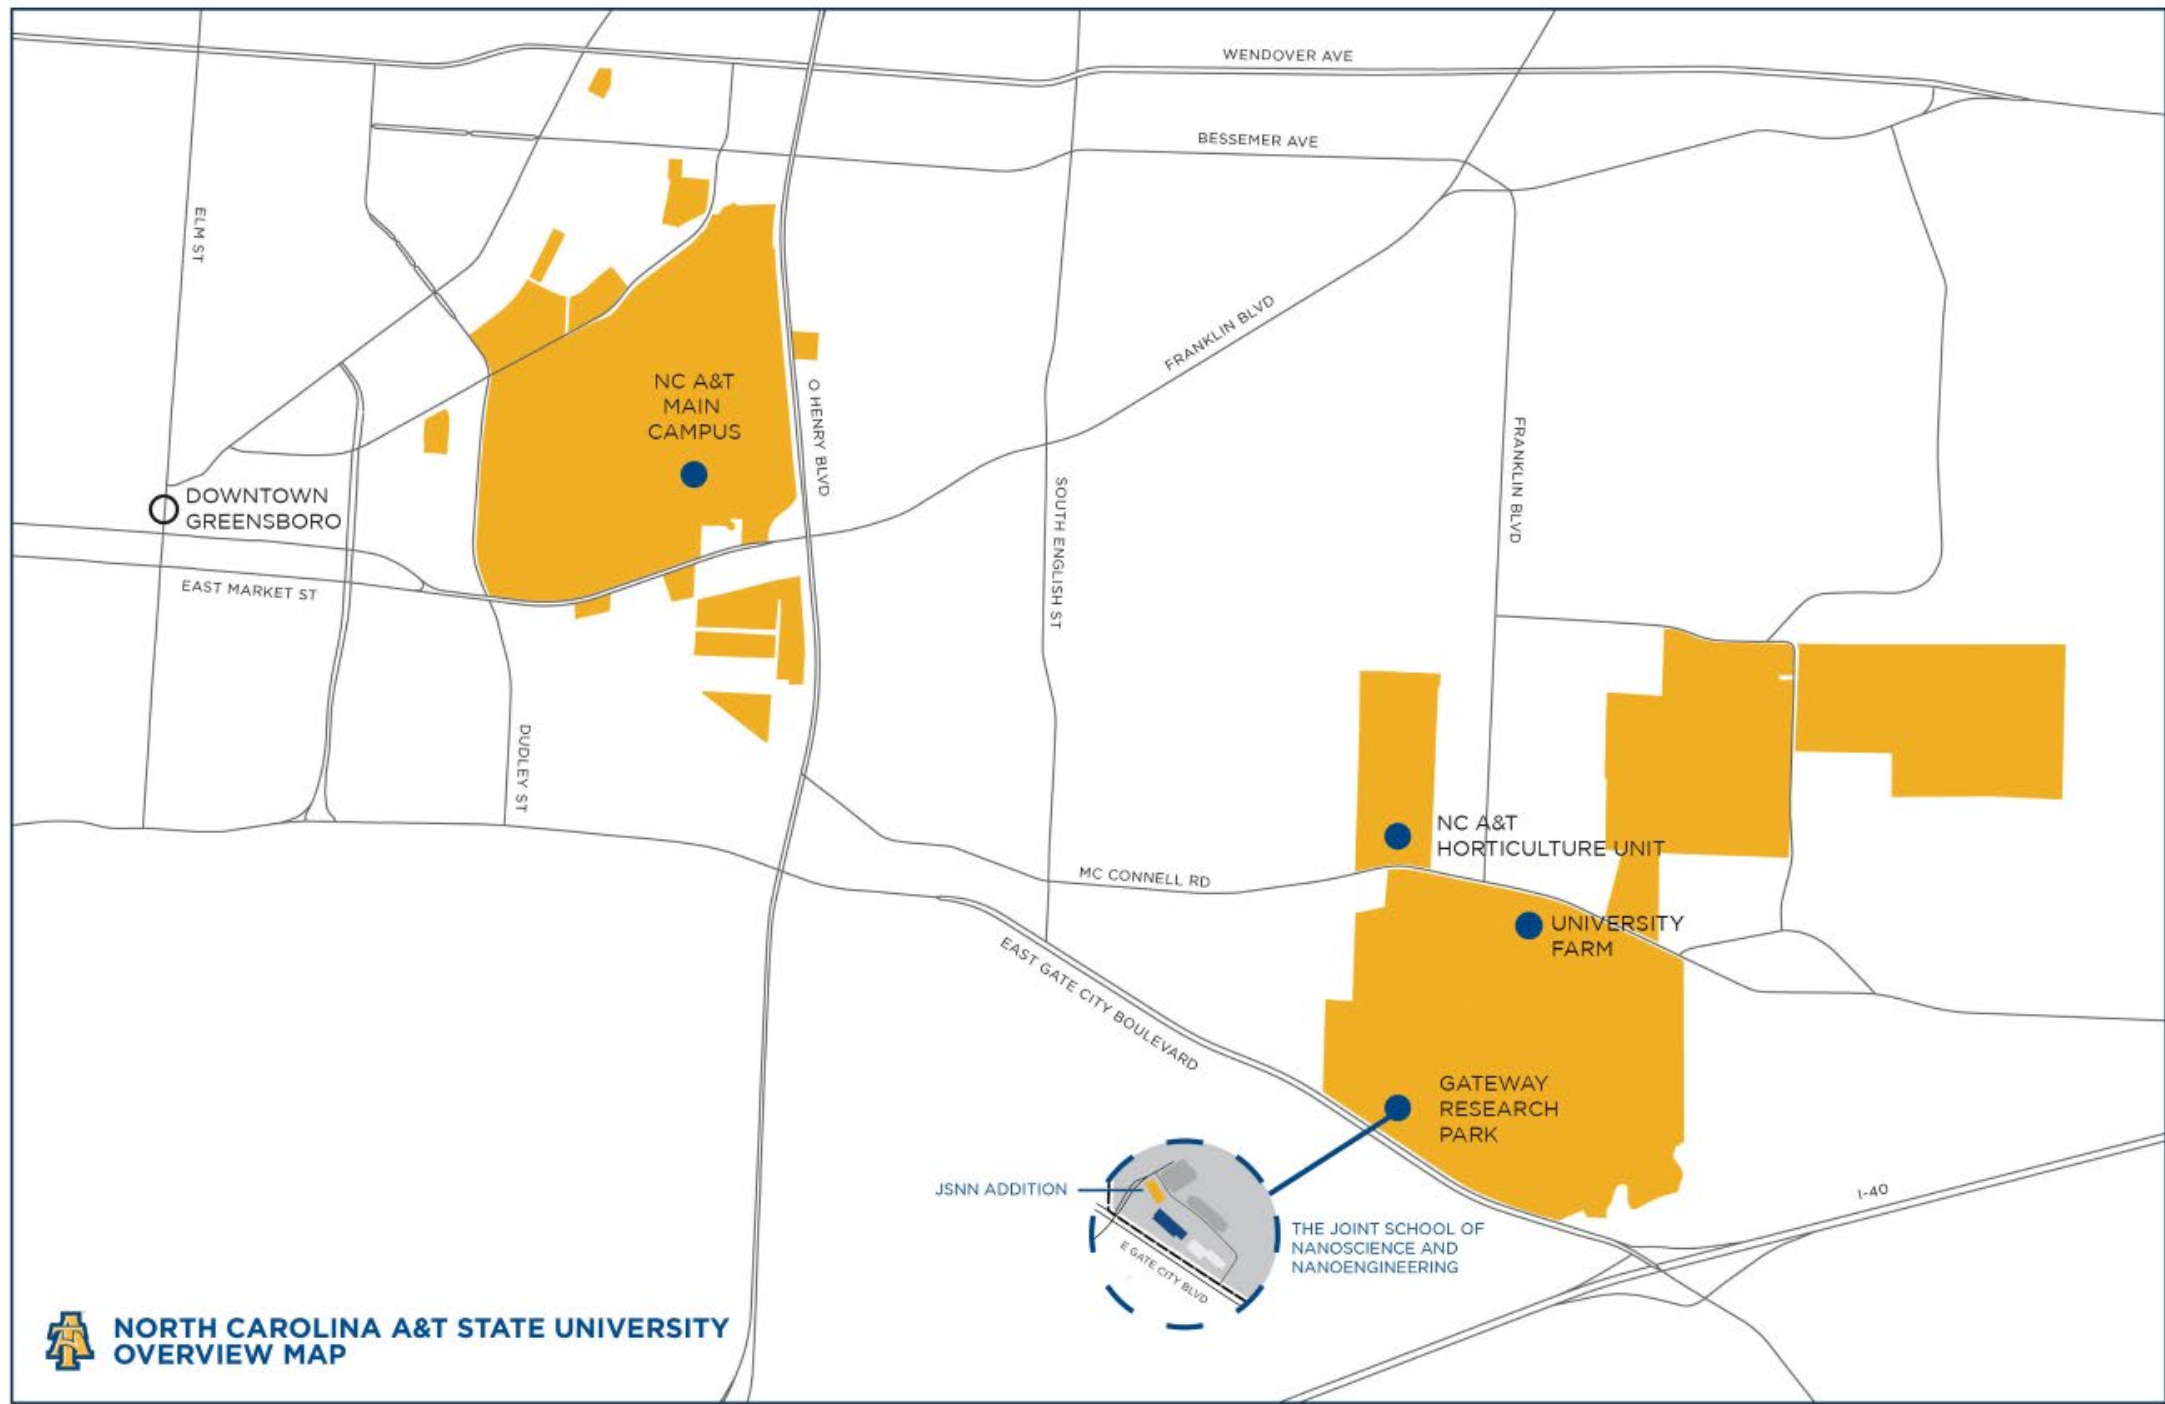 WENDOVER AVE
BESSEMER AVE
ELM ST
FRANKLIN BLVD
NC A&T
MAIN
CAMPUS
O HENRY BLVD
FRANKLIN BLVD
SOUTH ENGLISH ST
DOWNTOWN
GREENSBORO
EAST MARKET ST
DUDLEY ST
NC A&T
HORTICULTURE UNIT
MC CONNELL RD
UNIVERSITY
FARM
EAST GATE CITY BOULEVARD
GATEWAY
RESEARCH
PARK
JSNN ADDITION
I-40
THE JOINT SCHOOL OF
NANOSCIENCE AND
NANOENGINEERING
E GATE CITY BLVD
AT
NORTH CAROLINA A&T STATE UNIVERSITY
OVERVIEW MAP